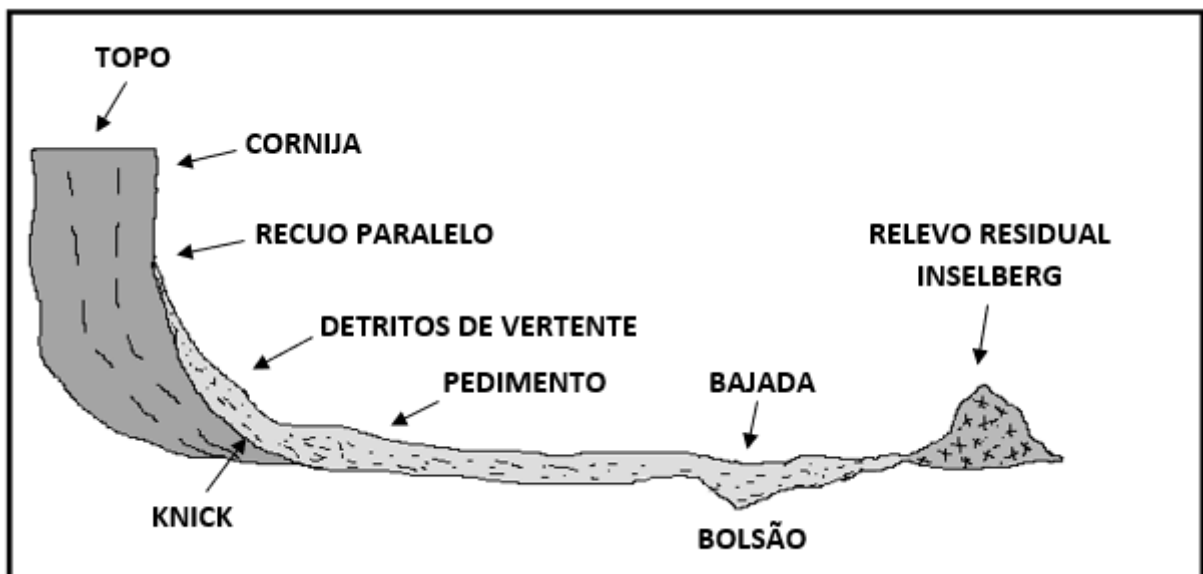 TOPO
CORNIJA
RECUO PARALELO
RELEVO RESIDUAL
INSELBERG
DETRITOS DE VERTENTE
PEDIMENTO
BAJADA
KNICK
BOLSÃO